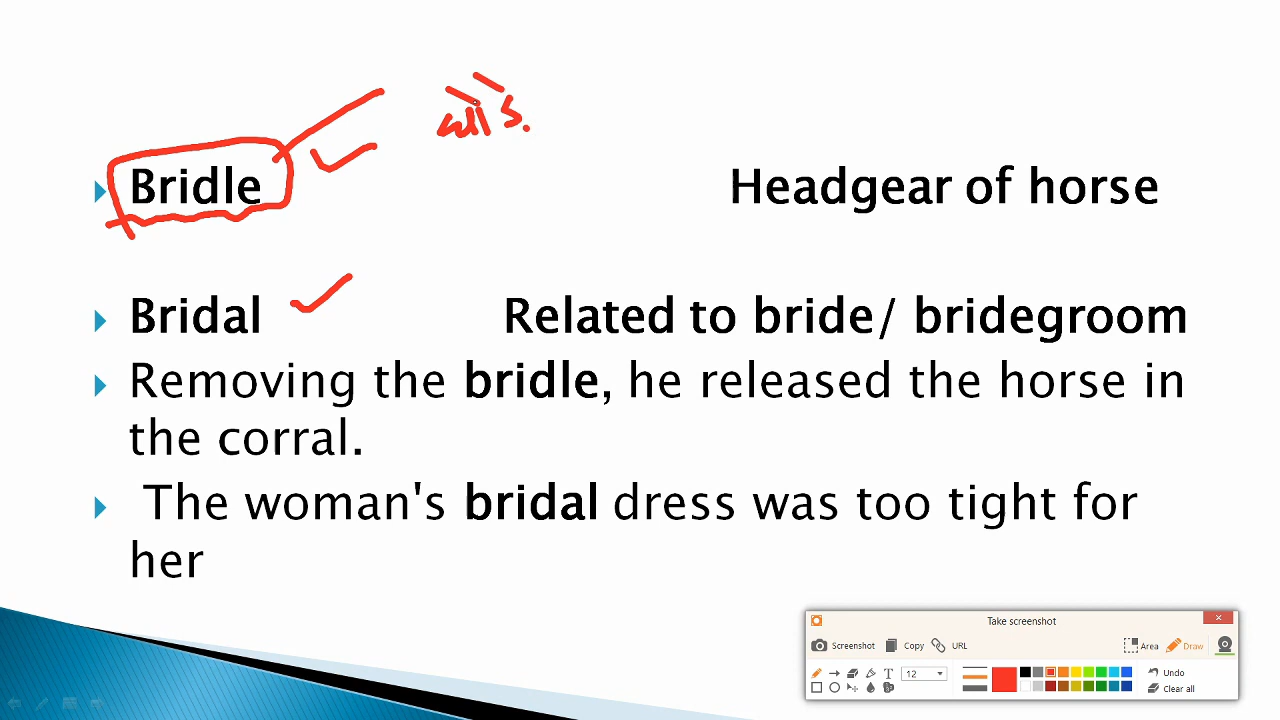 Bridle Headgear of horse
Bridal Related to bride/ bridegroom
Removing the bridle, he released the horse in
the corral.
The woman's bridal dress was too tight for
her
Take screenshot
Screenshot Copy URL Area Draw
T 12 Undo
Clear all